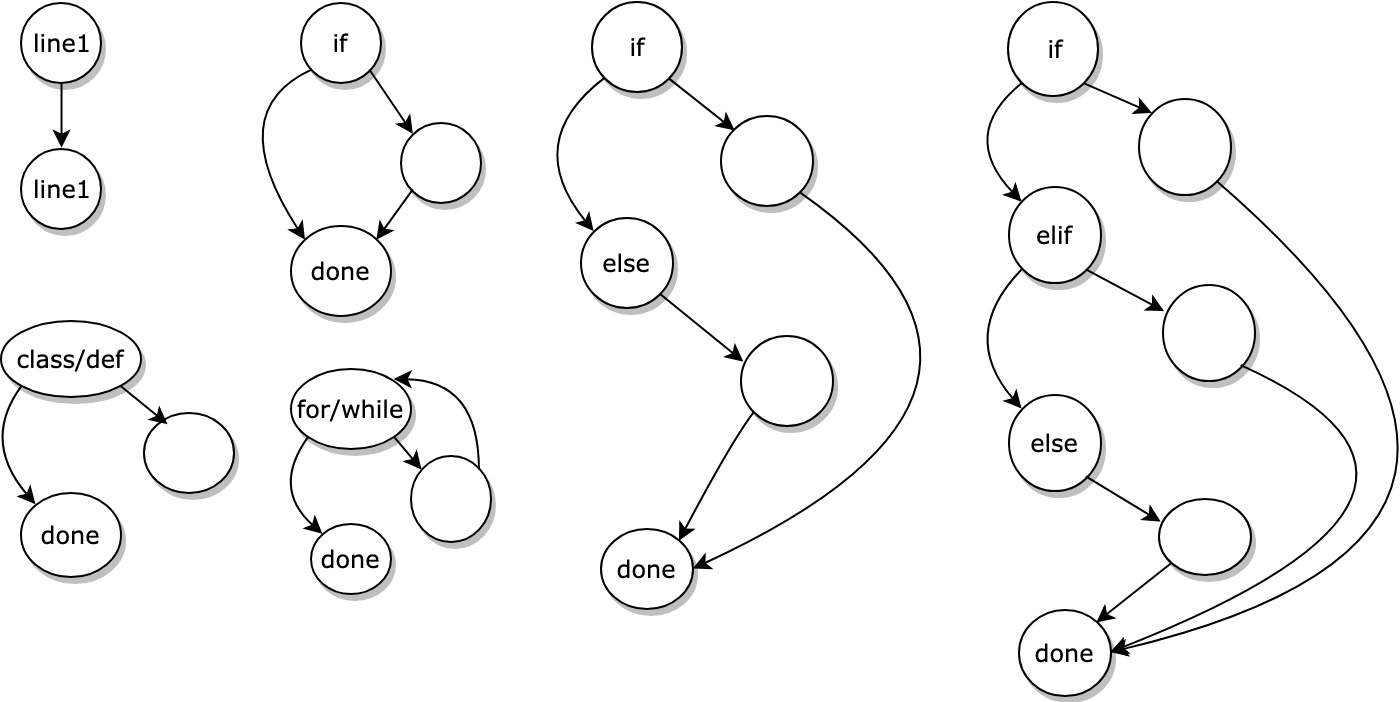 line1
line1
class/def
done
if
done
for/while
done
if
else
done
if
elif
else
done